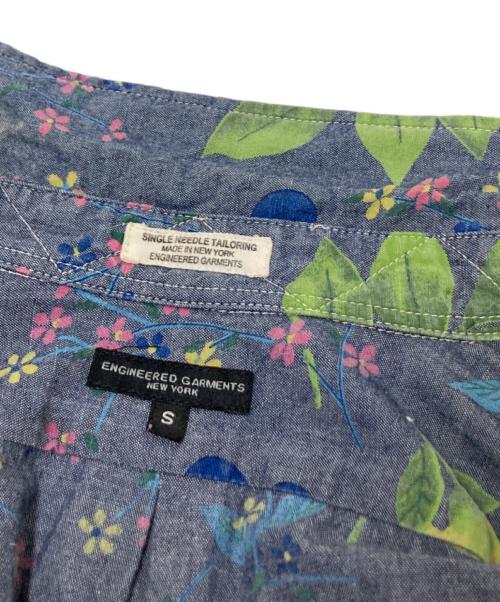 SINGLE NEEDLE TAILORING
MADE IN NEW YORK
ENGINEERED GARMENTS
ENGINEERED GARMENTS
NEW YORK
S